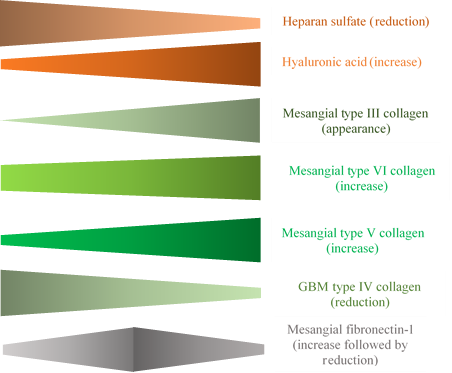 Heparan sulfate (reduction)
Hyaluronic acid (increase)
Mesangial type III collagen
(appearance)
Mesangial type VI collagen
(increase)
Mesangial type V collagen
(increase)
GBM type IV collagen
(reduction)
Mesangial fibronectin-1
(increase followed by
reduction)